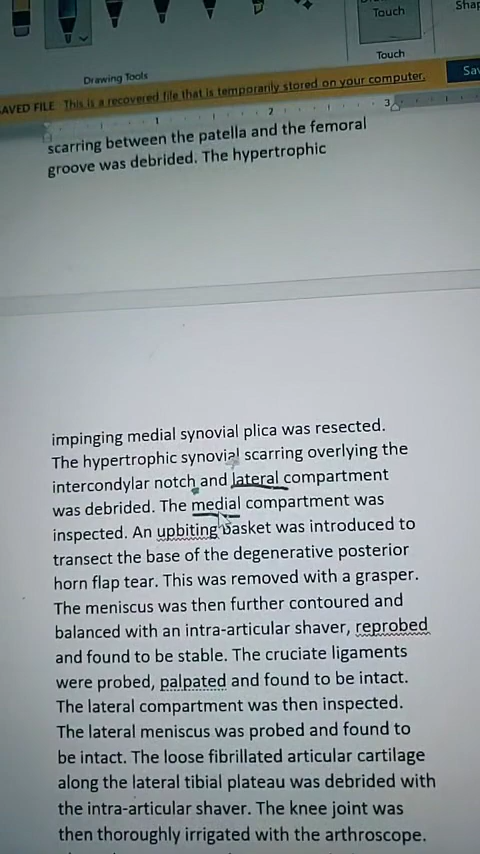 Touch
Shap
Drawing Tools
Touch
AVED FILE This is a recovered file that is temporarily stored on your computer.
Sav
1 2 3
scarring between the patella and the femoral
groove was debrided. The hypertrophic
impinging medial synovial plica was resected.
The hypertrophic synovial scarring overlying the
intercondylar notch and lateral compartment
was debrided. The medial compartment was
inspected. An upbiting basket was introduced to
transect the base of the degenerative posterior
horn flap tear. This was removed with a grasper.
The meniscus was then further contoured and
balanced with an intra-articular shaver, reprobed
and found to be stable. The cruciate ligaments
were probed, palpated and found to be intact.
The lateral compartment was then inspected.
The lateral meniscus was probed and found to
be intact. The loose fibrillated articular cartilage
along the lateral tibial plateau was debrided with
the intra-articular shaver. The knee joint was
then thoroughly irrigated with the arthroscope.